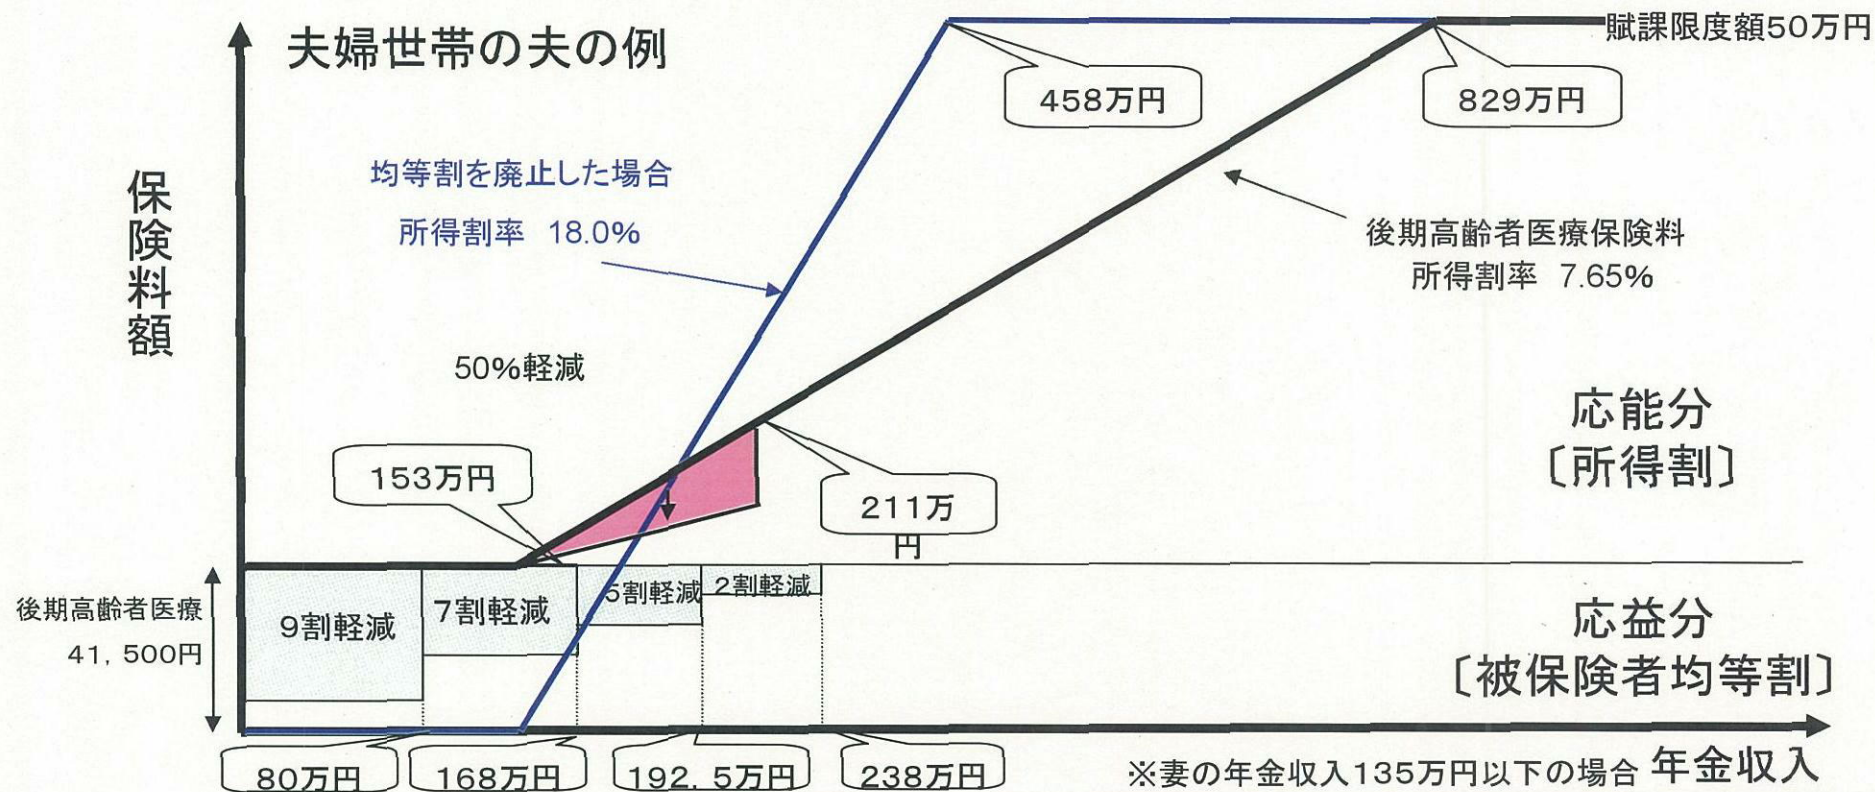 夫婦世帯の夫の例
賦課限度額50万円
458万円
829万円
均等割を廃止した場合
所得割率 18.0%
保険料額
後期高齢者医療保険料
所得割率 7.65%
50%軽減
応能分
〔所得割〕
153万円
211万
円
9割軽減
7割軽減
5割軽減
2割軽減
後期高齢者医療
41,500円
応益分
〔被保険者均等割〕
80万円
168万円
192.5万円
238万円
※妻の年金収入135万円以下の場合
年金収入